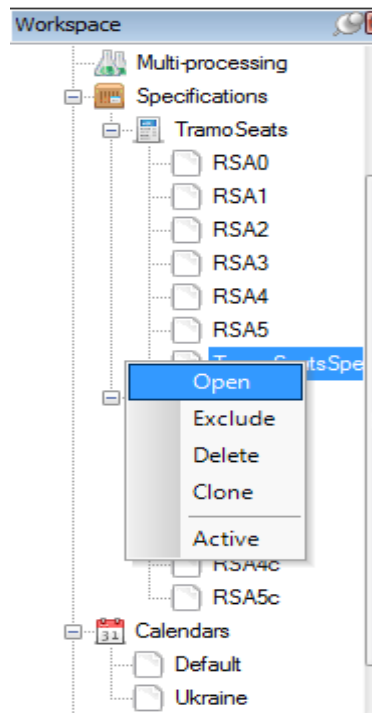 Workspace
Multi-processing
Specifications
TramoSeats
RSA0
RSA1
RSA2
RSA3
RSA4
RSA5
Open
Exclude
Delete
Clone
Active
RSA4c
RSA5c
31
Calendars
Default
Ukraine